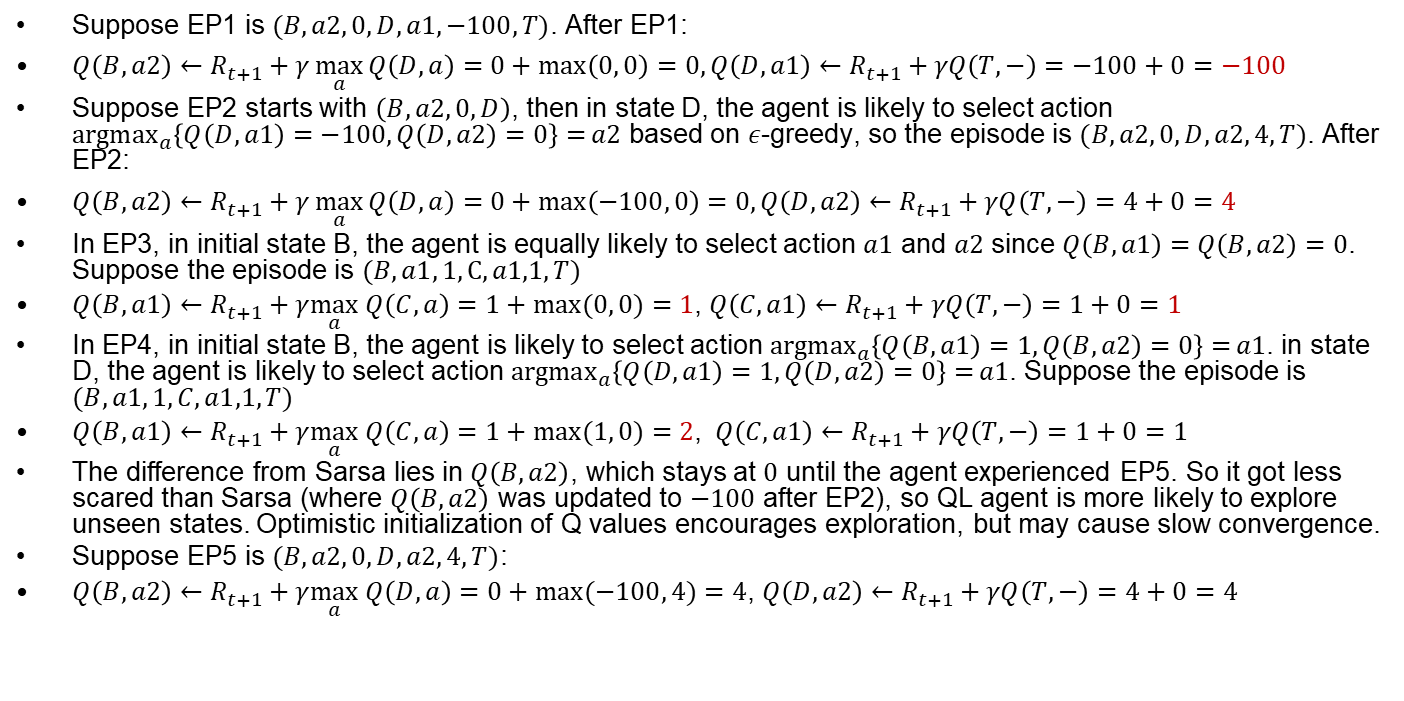 • Suppose EP1 is (B, a2, 0, D, a1, −100, T). After EP1:
• Q(B, a2) ← R_{t+1} + γ max_a Q(D, a) = 0 + max(0, 0) = 0, Q(D, a1) ← R_{t+1} + γQ(T, −) = −100 + 0 = −100
• Suppose EP2 starts with (B, a2, 0, D), then in state D, the agent is likely to select action
argmax_a{Q(D, a1) = −100, Q(D, a2) = 0} = a2 based on ϵ-greedy, so the episode is (B, a2, 0, D, a2, 4, T). After
EP2:
• Q(B, a2) ← R_{t+1} + γ max_a Q(D, a) = 0 + max(−100, 0) = 0, Q(D, a2) ← R_{t+1} + γQ(T, −) = 4 + 0 = 4
• In EP3, in initial state B, the agent is equally likely to select action a1 and a2 since Q(B, a1) = Q(B, a2) = 0.
Suppose the episode is (B, a1, 1, C, a1,1, T)
• Q(B, a1) ← R_{t+1} + γmax_a Q(C, a) = 1 + max(0, 0) = 1, Q(C, a1) ← R_{t+1} + γQ(T, −) = 1 + 0 = 1
• In EP4, in initial state B, the agent is likely to select action argmax_a{Q(B, a1) = 1, Q(B, a2) = 0} = a1. in state
D, the agent is likely to select action argmax_a{Q(D, a1) = 1, Q(D, a2) = 0} = a1. Suppose the episode is
(B, a1, 1, C, a1,1, T)
• Q(B, a1) ← R_{t+1} + γmax_a Q(C, a) = 1 + max(1, 0) = 2, Q(C, a1) ← R_{t+1} + γQ(T, −) = 1 + 0 = 1
• The difference from Sarsa lies in Q(B, a2), which stays at 0 until the agent experienced EP5. So it got less
scared than Sarsa (where Q(B, a2) was updated to −100 after EP2), so QL agent is more likely to explore
unseen states. Optimistic initialization of Q values encourages exploration, but may cause slow convergence.
• Suppose EP5 is (B, a2, 0, D, a2, 4, T):
• Q(B, a2) ← R_{t+1} + γmax_a Q(D, a) = 0 + max(−100, 4) = 4, Q(D, a2) ← R_{t+1} + γQ(T, −) = 4 + 0 = 4